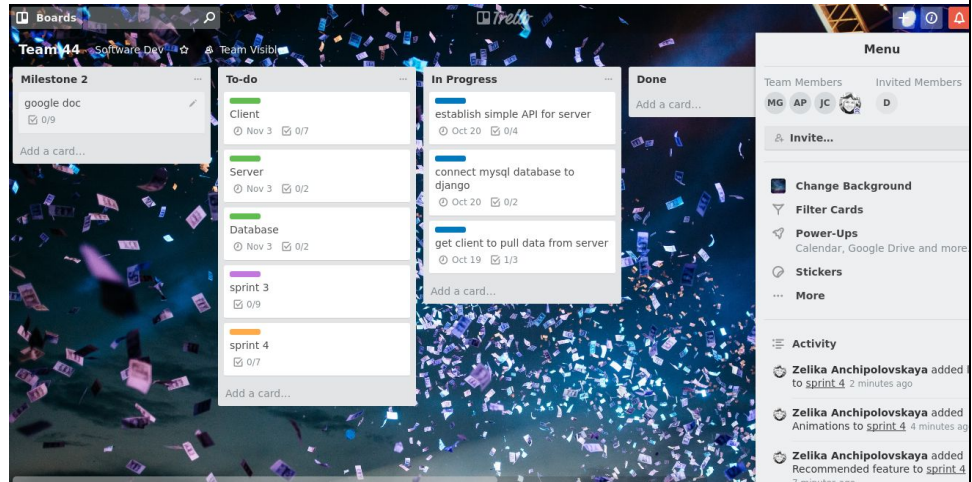 Boards
Trello
Team 44 Software Dev Team Visible
Milestone 2
google doc
0/9
Add a card...
To-do
Client
Nov 3 0/7
Server
Nov 3 0/2
Database
Nov 3 0/2
sprint 3
0/9
sprint 4
0/7
Add a card...
In Progress
establish simple API for server
Oct 20 0/4
connect mysql database to
django
Oct 20 0/2
get client to pull data from server
Oct 19 1/3
Add a card...
Done
Add a card...
Menu
Team Members Invited Members
MG AP JC D
Invite...
Change Background
Filter Cards
Power-Ups
Calendar, Google Drive and more
Stickers
More
Activity
Zelika Anchipolovskaya added
to sprint 4 2 minutes ago
Zelika Anchipolovskaya added
Animations to sprint 4 4 minutes ag
Zelika Anchipolovskaya added
Recommended feature to sprint 4